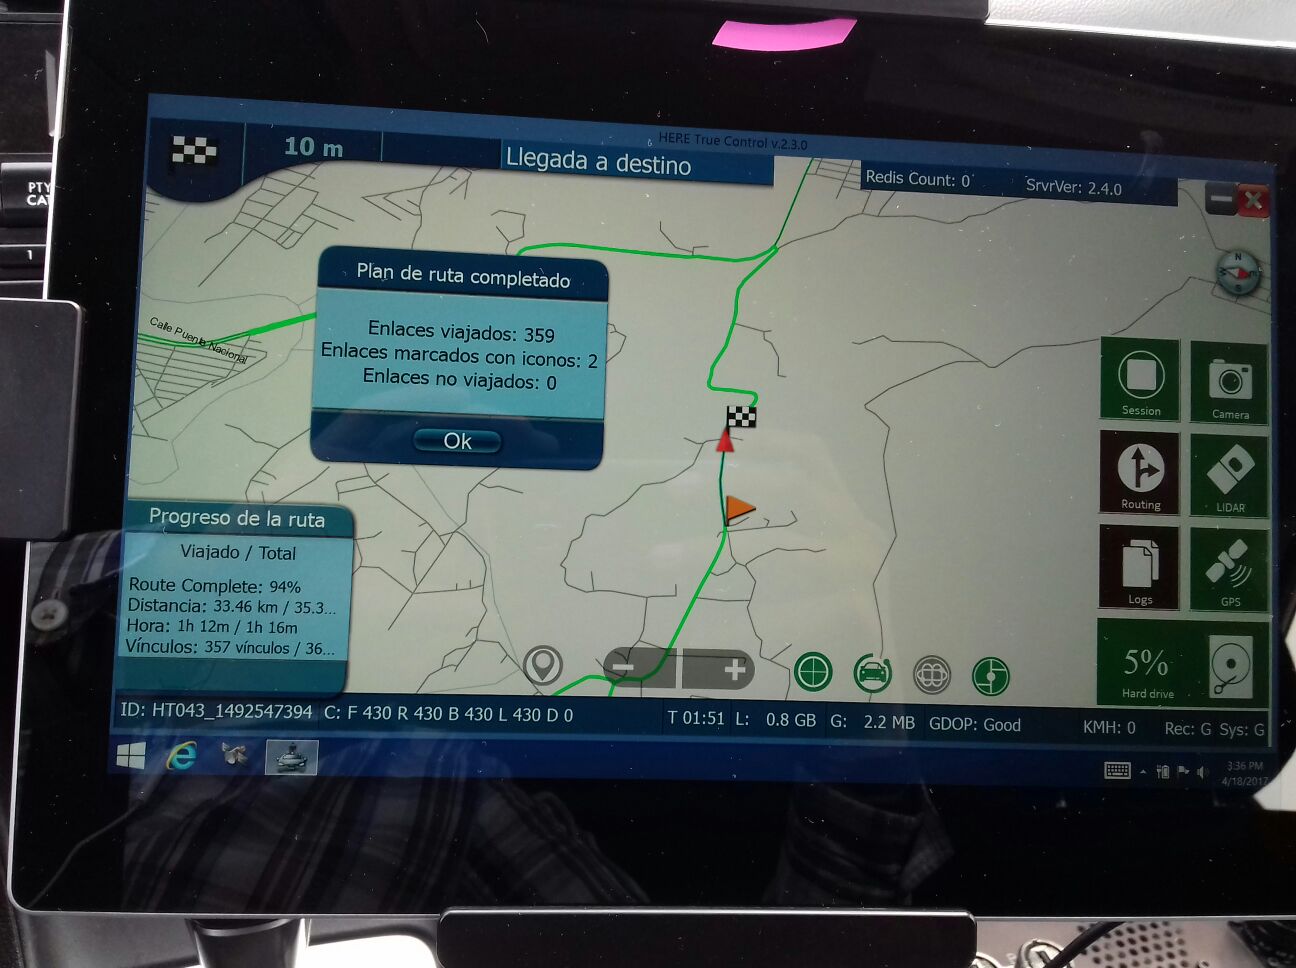 HERE True Control v.2.3.0
10 m
Llegada a destino
Redis Count: 0
SrvrVer: 2.4.0
PTY
CAT
1
N
Plan de ruta completado
Enlaces viajados: 359
Enlaces marcados con iconos: 2
Enlaces no viajados: 0
Ok
Calle Puente Nacional
Session
Camera
Routing
LIDAR
Logs
GPS
5%
Hard drive
Progreso de la ruta
Viajado / Total
Route Complete: 94%
Distancia: 33.46 km / 35.3...
Hora: 1h 12m / 1h 16m
Vínculos: 357 vínculos / 36...
ID: HT043_1492547394 C: F 430 R 430 B 430 L 430 D 0
T 01:51 L: 0.8 GB G: 2.2 MB GDOP: Good
KMH: 0 Rec: G Sys: G
3:36 PM
4/18/2017